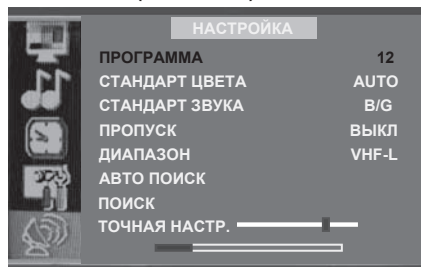 НАСТРОЙКА
ПРОГРАММА 12
СТАНДАРТ ЦВЕТА AUTO
СТАНДАРТ ЗВУКА B/G
ПРОПУСК ВЫКЛ
ДИАПАЗОН VHF-L
АВТО ПОИСК
ПОИСК
ТОЧНАЯ НАСТР.